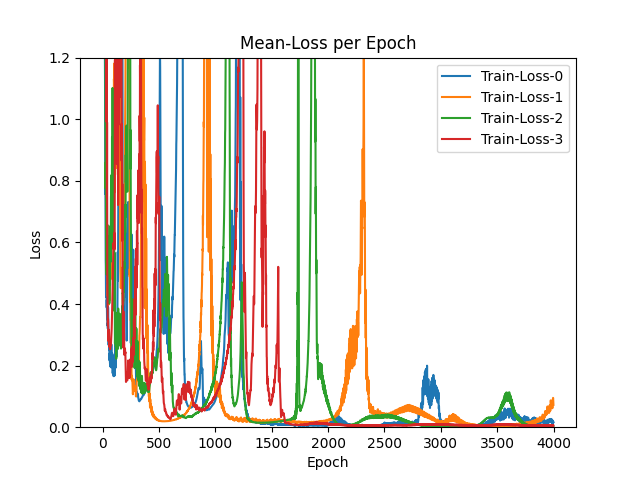 Mean-Loss per Epoch
1.2
1.0
0.8
0.6
0.4
0.2
0.0
Loss
Train-Loss-0
Train-Loss-1
Train-Loss-2
Train-Loss-3
0 500 1000 1500 2000 2500 3000 3500 4000
Epoch